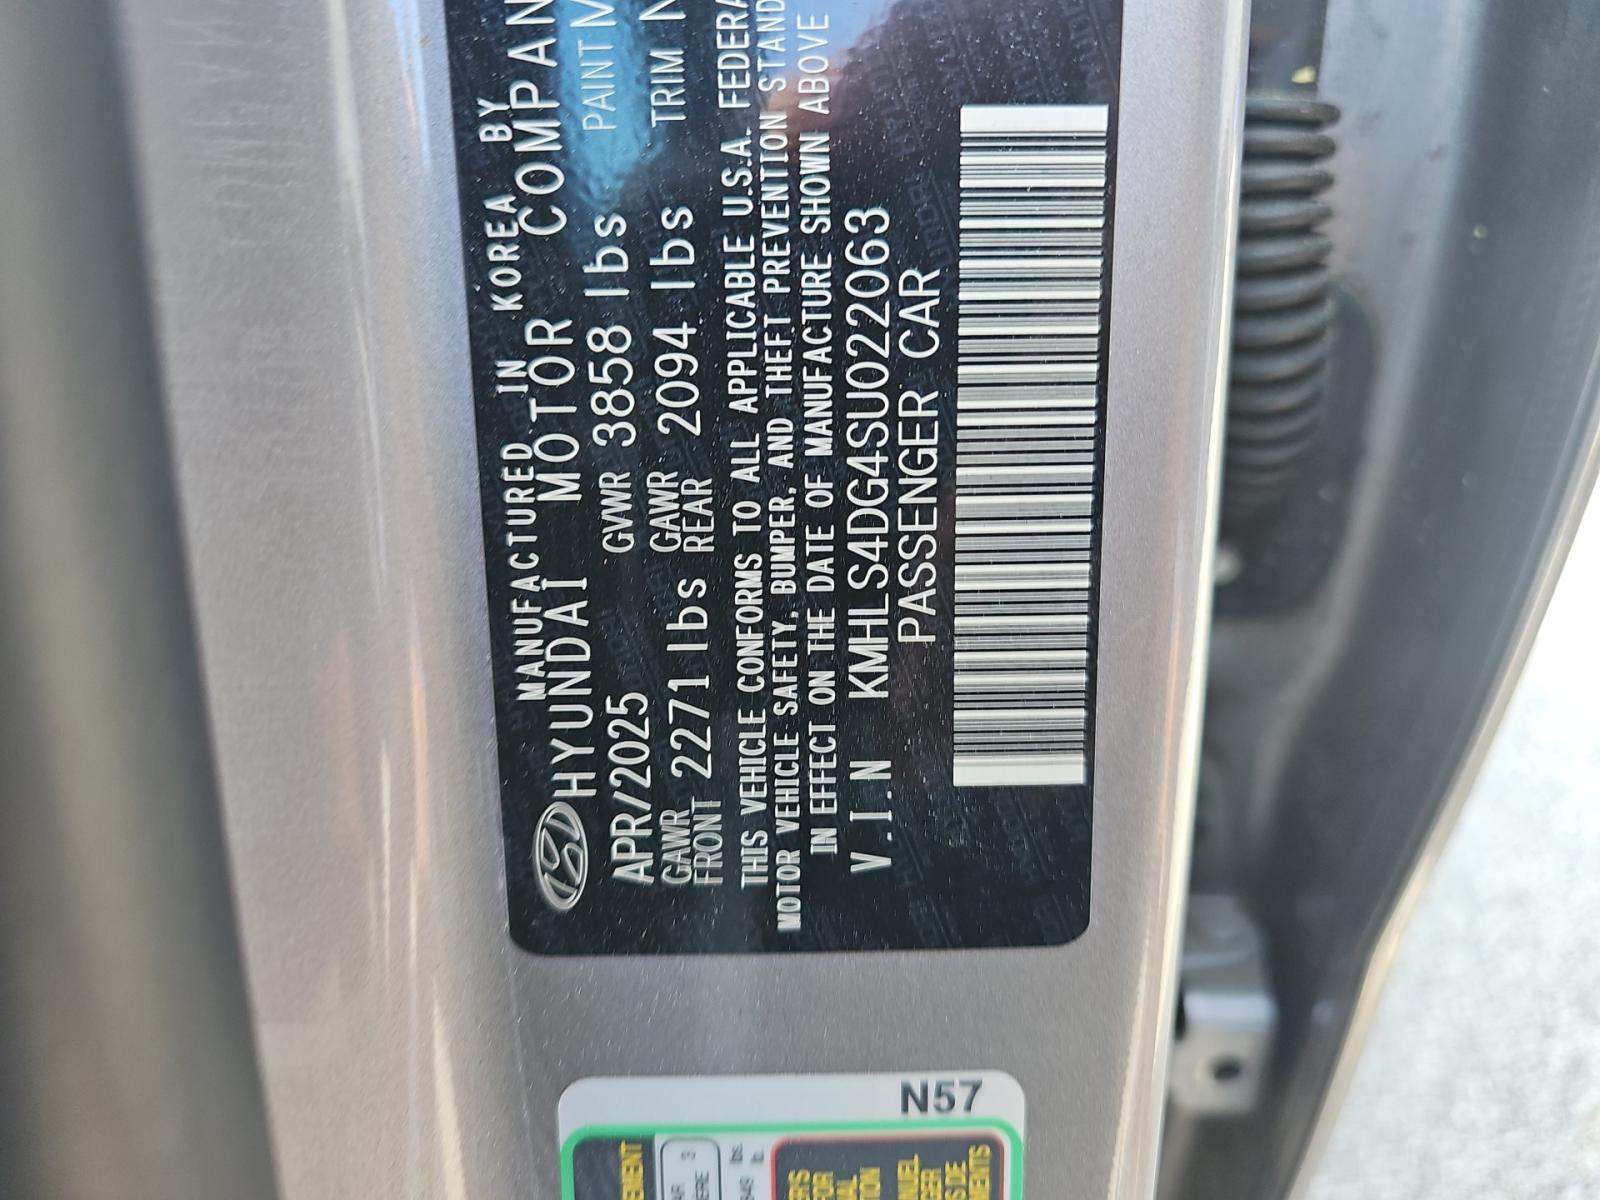 MANUFACTURED IN KOREA BY
HYUNDAI MOTOR COMPAN
APR/2025 GVWR 3858 lbs PAINT
GAWR FRONT 2271 lbs GAWR REAR 2094 lbs TRIM
THIS VEHICLE CONFORMS TO ALL APPLICABLE U.S.A. FEDERA
MOTOR VEHICLE SAFETY, BUMPER, AND THEFT PREVENTION STAND
IN EFFECT ON THE DATE OF MANUFACTURE SHOWN ABOVE
V.I.N KMHLS4DG4SU022063
PASSENGER CAR
N57